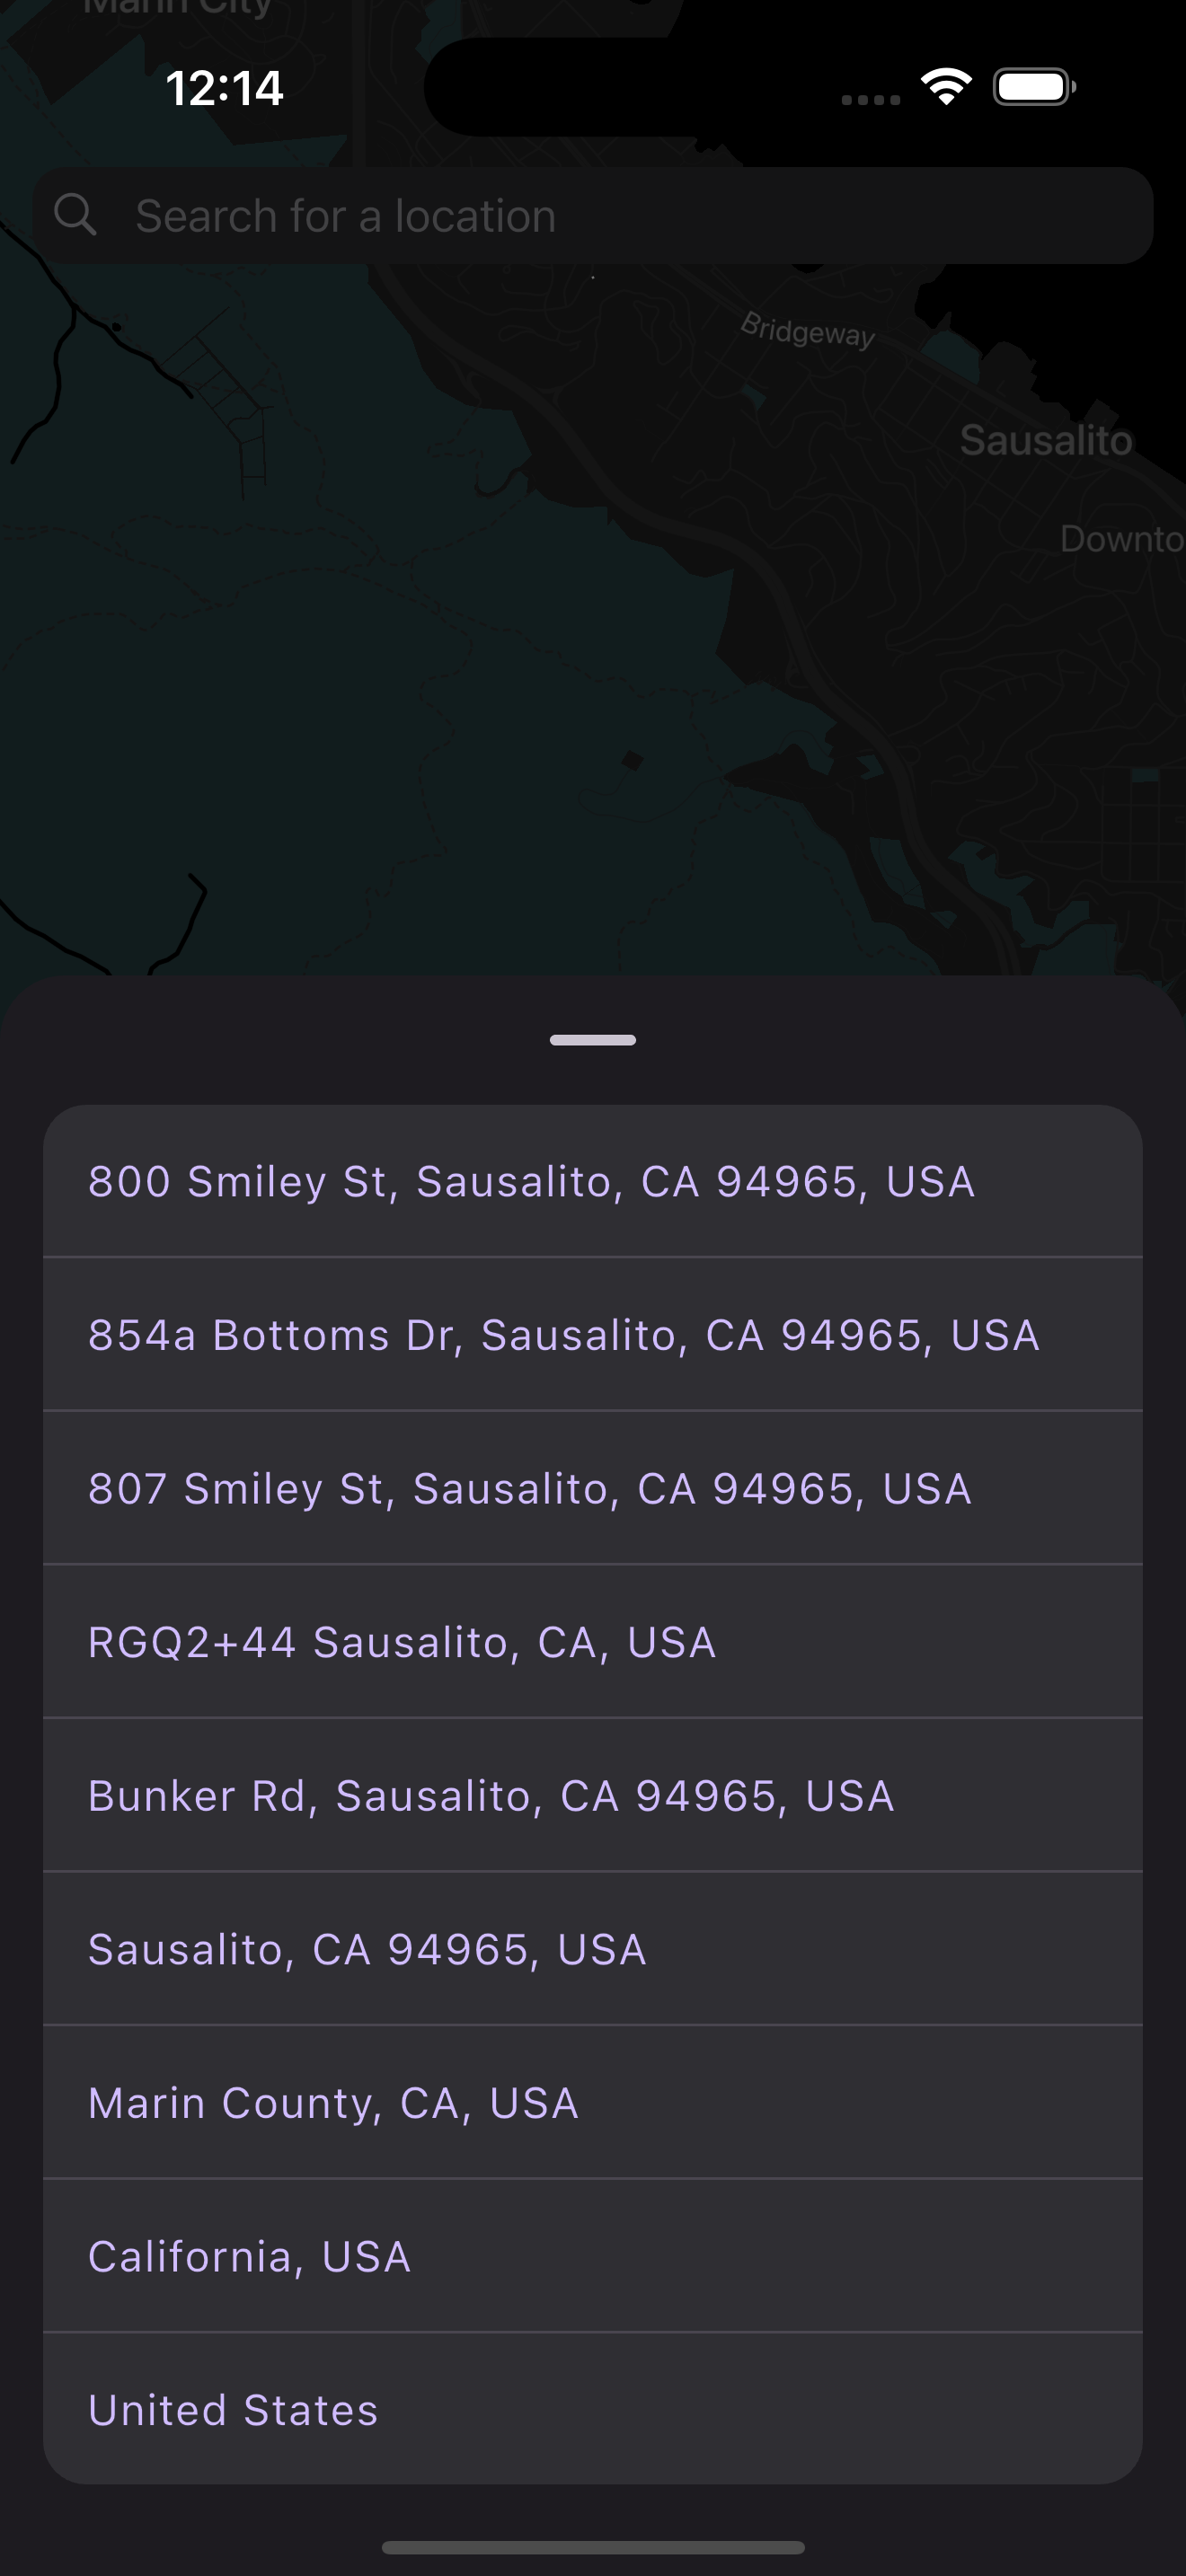 Marin City
12:14
Search for a location
Bridgeway
Sausalito
Downto
800 Smiley St, Sausalito, CA 94965, USA
854a Bottoms Dr, Sausalito, CA 94965, USA
807 Smiley St, Sausalito, CA 94965, USA
RGQ2+44 Sausalito, CA, USA
Bunker Rd, Sausalito, CA 94965, USA
Sausalito, CA 94965, USA
Marin County, CA, USA
California, USA
United States